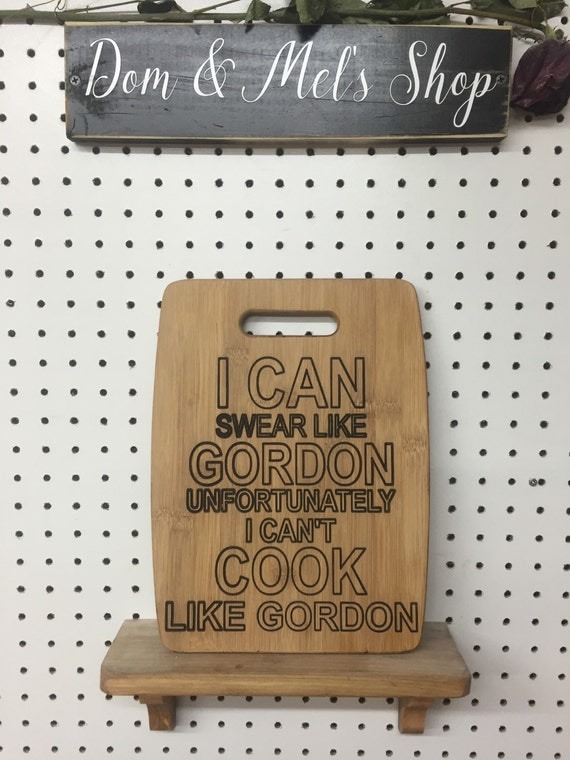 Dom & Mel's Shop
I CAN
SWEAR LIKE
GORDON
UNFORTUNATELY
I CAN'T
COOK
LIKE GORDON